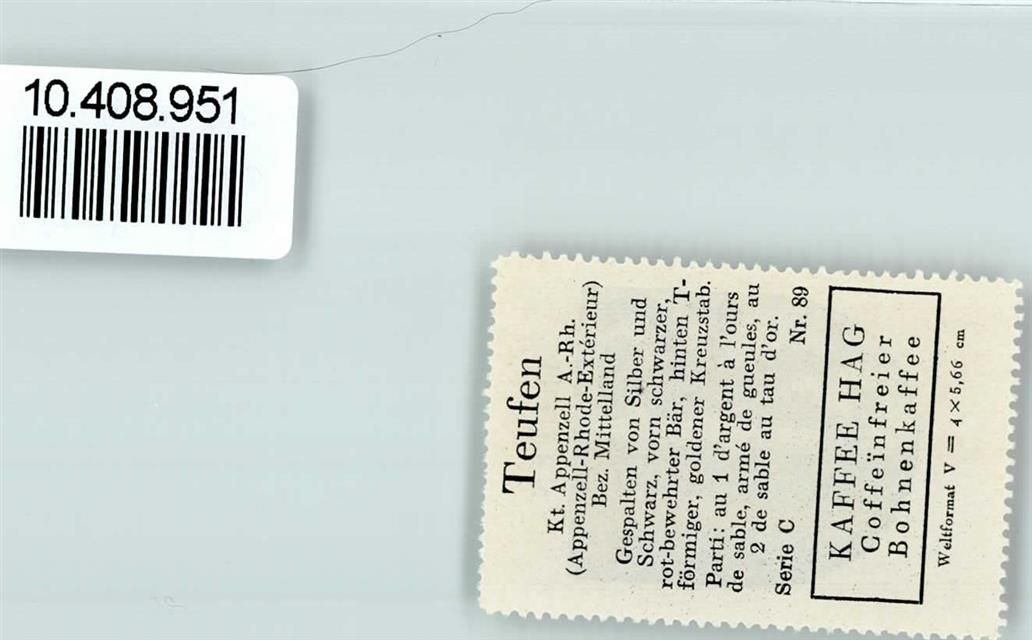 10.408.951
Teufen
Kt. Appenzell A.-Rh.
(Appenzell-Rhode-Extérieur)
Bez. Mittelland
Gespalten von Silber und
Schwarz, vorn schwarzer,
rot-bewehrter Bär, hinten T-
förmiger, goldener Kreuzstab.
Parti: au 1 d'argent à l'ours
de sable, armé de gueules, au
2 de sable au tau d'or.
Serie C Nr. 89
KAFFEE HAG
Coffeïnfreier
Bohnenkaffee
Weltformat V = 4 × 5,66 cm